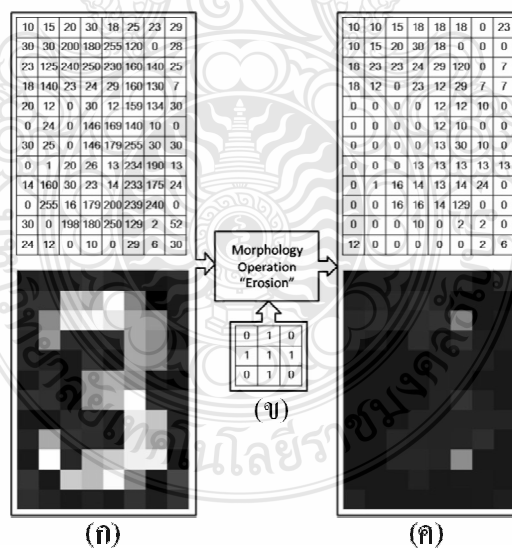 10 15 20 30 18 25 23 29
30 30 200 180 255 120 0 28
23 125 240 250 230 160 140 25
18 140 23 24 29 160 130 7
20 12 0 30 12 159 134 30
0 24 0 146 169 140 10 0
30 25 0 146 179 255 30 30
0 1 20 26 13 234 190 13
14 160 30 23 14 233 175 24
0 255 16 179 200 239 240 0
30 0 198 180 250 129 2 52
24 12 0 10 0 29 6 30
(ก)
Morphology
Operation
"Erosion"
0 1 0
1 1 1
0 1 0
(ข)
10 10 15 18 18 18 0 23
10 15 20 30 18 0 0 0
18 23 23 24 29 120 0 7
18 12 0 23 12 29 7 7
0 0 0 0 12 12 10 0
0 0 0 0 12 10 0 0
0 0 0 0 13 30 10 0
0 0 0 13 13 13 13 13
0 1 16 14 13 14 24 0
0 0 16 16 14 129 0 0
0 0 0 10 0 2 2 0
12 0 0 0 0 0 2 6
(ค)